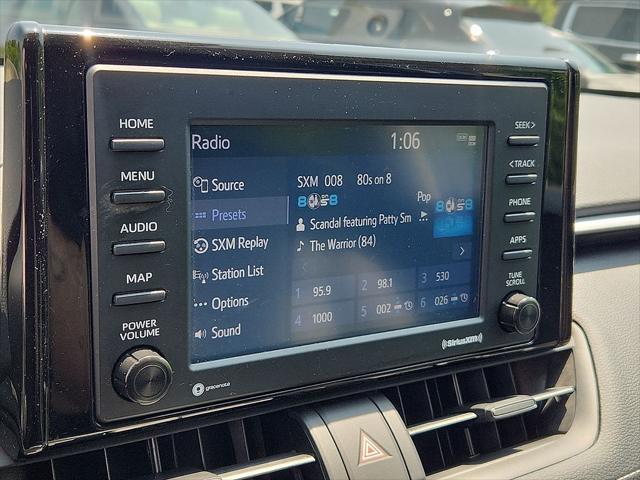 HOME
MENU
AUDIO
MAP
POWER
VOLUME
Radio
1:06
Source
Presets
SXM Replay
Station List
Options
Sound
SXM 008 80s on 8
Pop
Scandal featuring Patty Sm
The Warrior (84)
1 95.9
2 98.1
3 530
4 1000
5 002
6 026
SEEK >
< TRACK
PHONE
APPS
TUNE
SCROLL
gracenote
SiriusXM